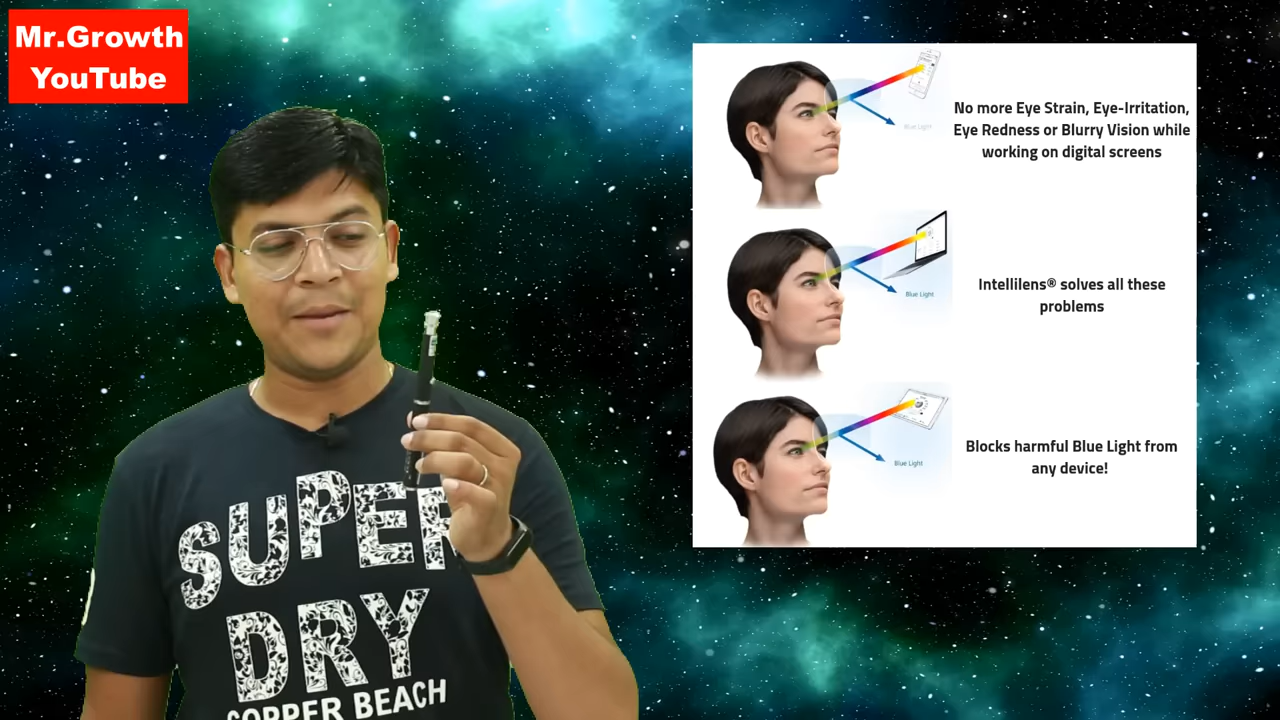 Mr.Growth
YouTube
No more Eye Strain, Eye-Irritation,
Eye Redness or Blurry Vision while
working on digital screens
Blue Light
Intellilens® solves all these
problems
Blue Light
Blocks harmful Blue Light from
any device!
Blue Light
SUPER
DRY
COPPER BEACH